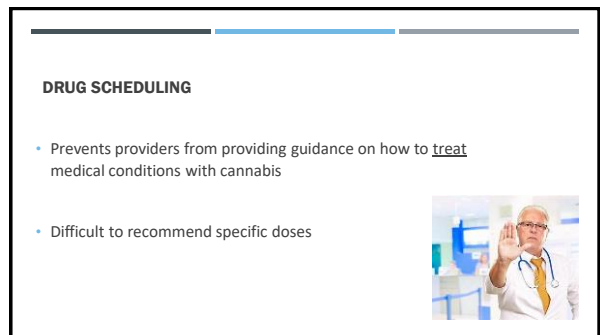 DRUG SCHEDULING
• Prevents providers from providing guidance on how to treat
medical conditions with cannabis
• Difficult to recommend specific doses